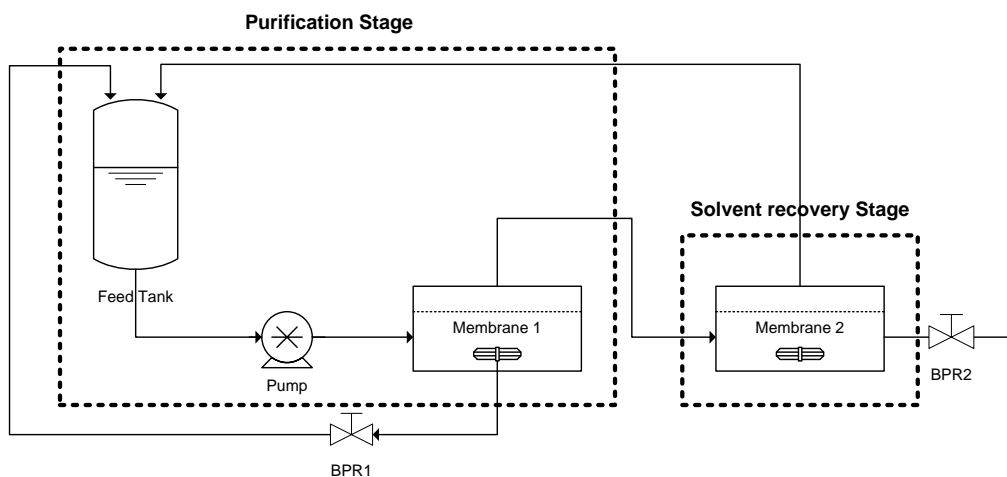 Purification Stage
Solvent recovery Stage
Feed Tank
Membrane 1
Membrane 2
Pump
BPR2
BPR1